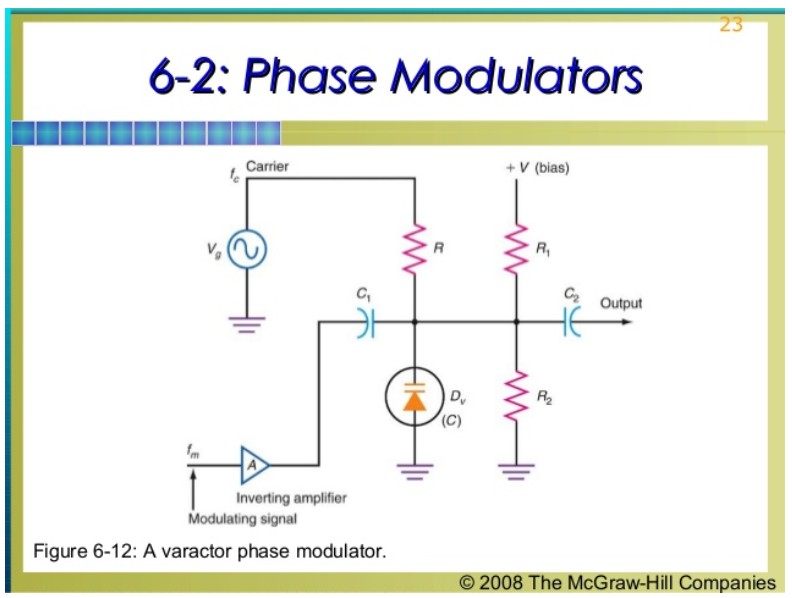 23
6-2: Phase Modulators
Carrier
f_c
+ V (bias)
V_g
R
R_1
C_1
C_2
Output
D_v
(C)
R_2
f_m
A
Inverting amplifier
Modulating signal
Figure 6-12: A varactor phase modulator.
© 2008 The McGraw-Hill Companies